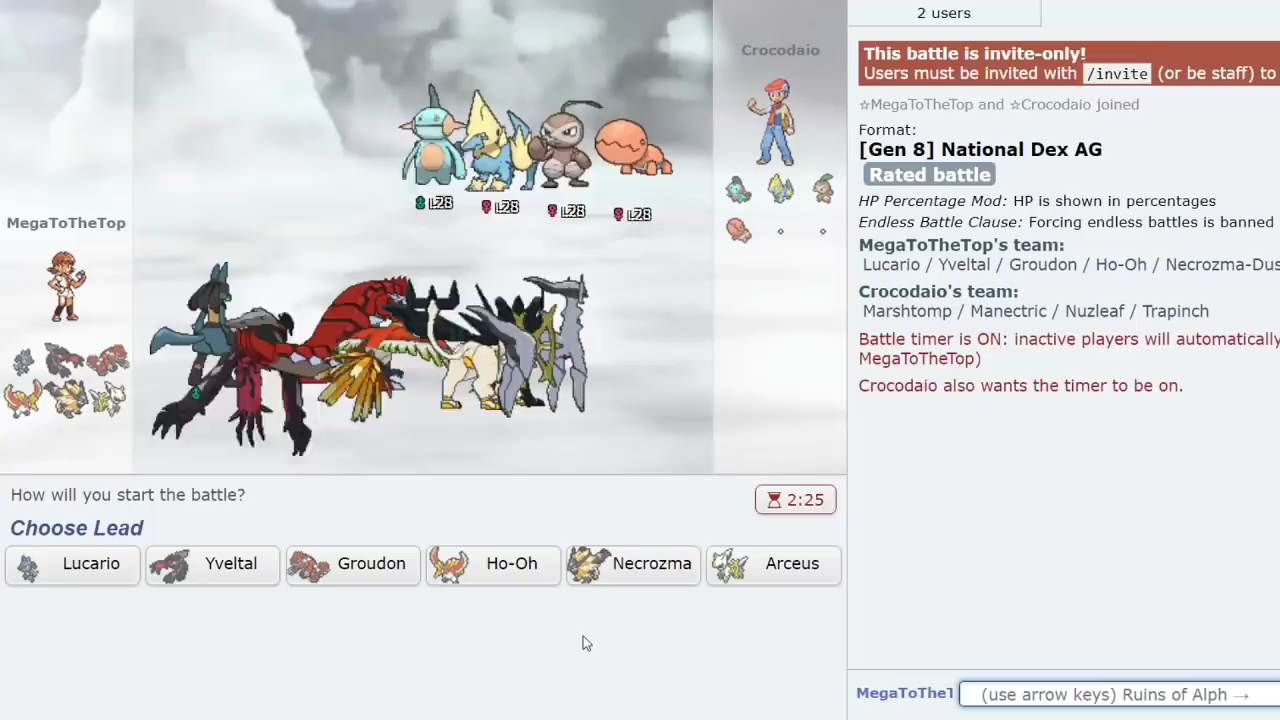 2 users
This battle is invite-only!
Users must be invited with /invite (or be staff) to
☆MegaToTheTop and ☆Crocodaio joined
Format:
[Gen 8] National Dex AG
Rated battle
HP Percentage Mod: HP is shown in percentages
Endless Battle Clause: Forcing endless battles is banned
MegaToTheTop's team:
Lucario / Yveltal / Groudon / Ho-Oh / Necrozma-Dus
Crocodaio's team:
Marshtomp / Manectric / Nuzleaf / Trapinch
Battle timer is ON: inactive players will automatically
MegaToTheTop)
Crocodaio also wants the timer to be on.
Crocodaio
MegaToTheTop
L28
L28
L28
L28
How will you start the battle?
2:25
Choose Lead
Lucario
Yveltal
Groudon
Ho-Oh
Necrozma
Arceus
MegaToTheT
(use arrow keys) Ruins of Alph →